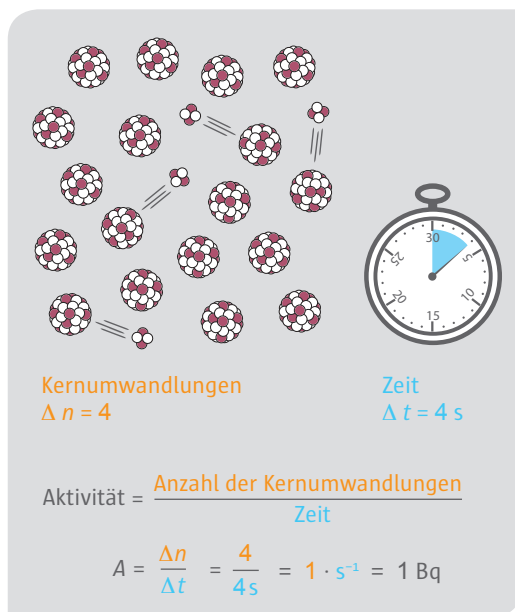 30
5
10
15
20
25
Kernumwandlungen
Δ n = 4
Zeit
Δ t = 4 s
Aktivität = Anzahl der Kernumwandlungen / Zeit
A = Δn / Δt = 4 / 4 s = 1 · s⁻¹ = 1 Bq